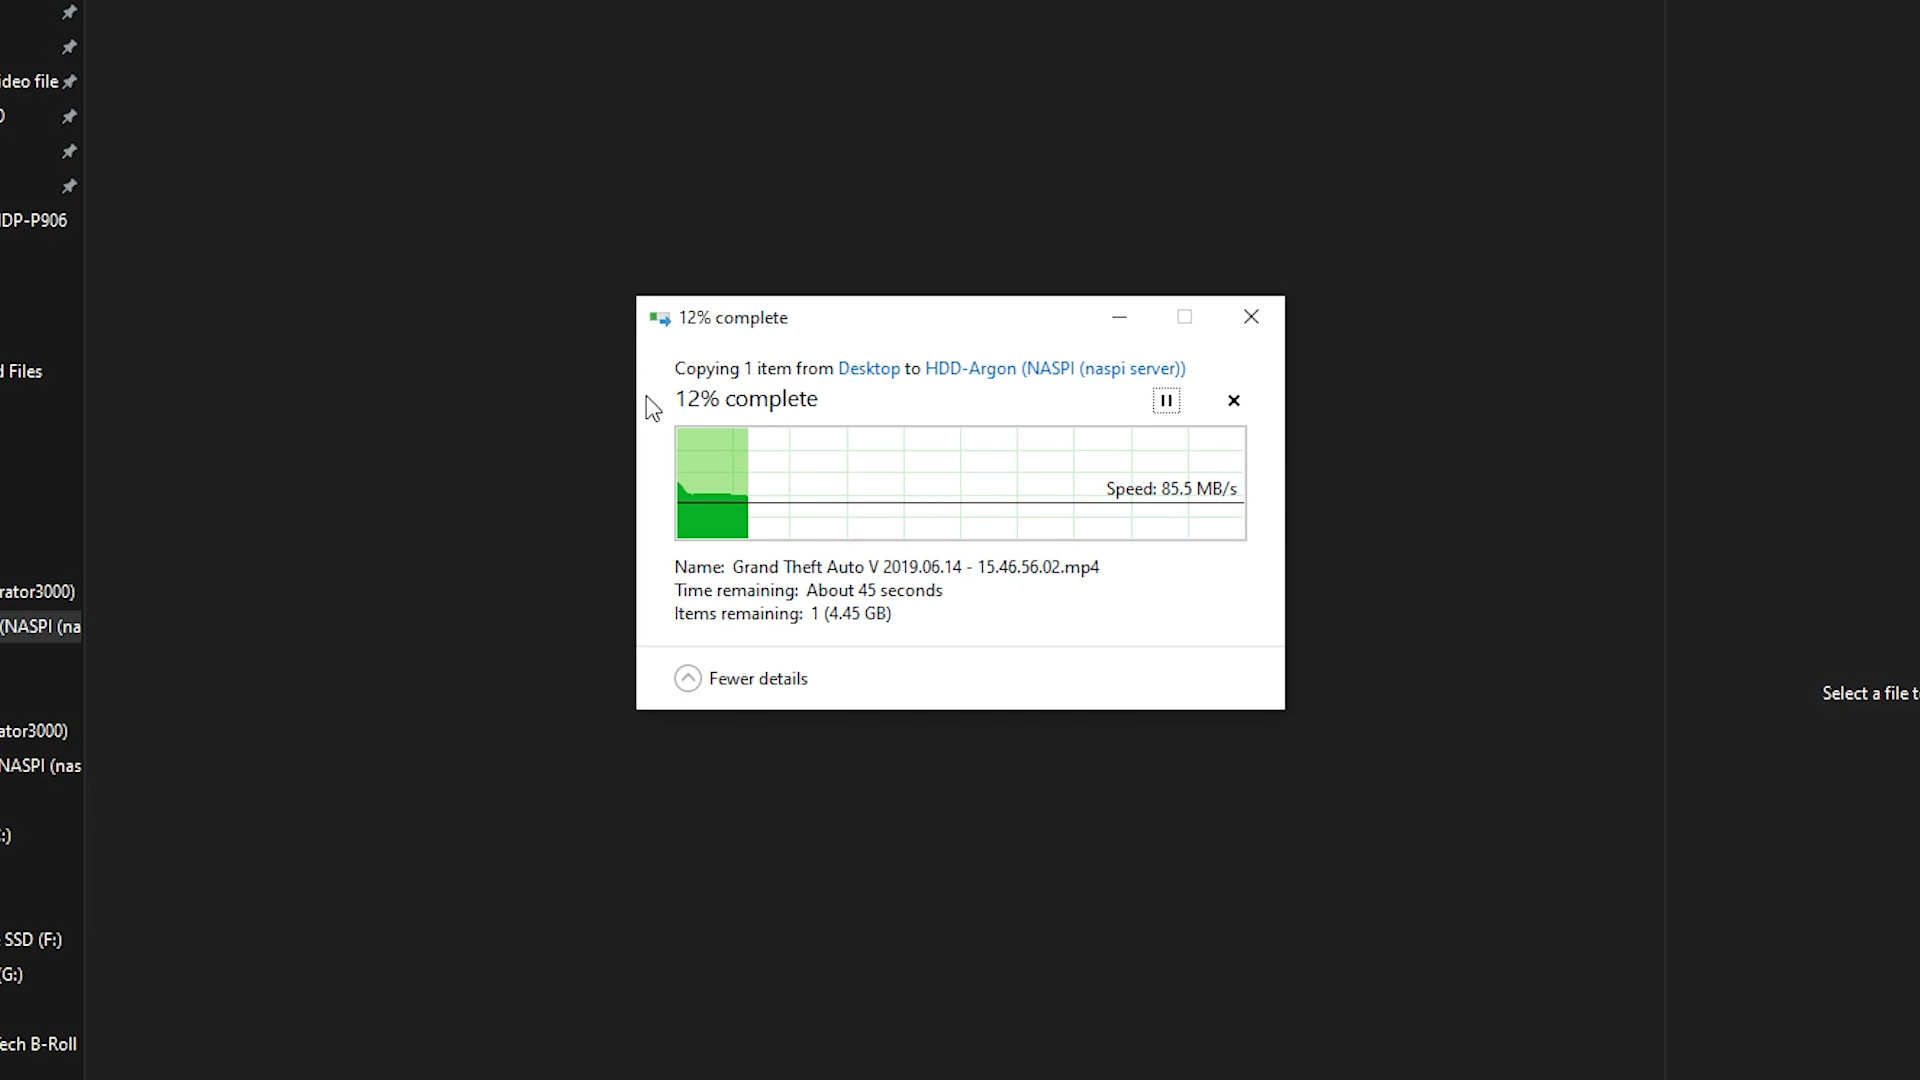 ideo file
DP-P906
d Files
rator3000)
(NASPI (na
ator3000)
NASPI (nas
:)
SSD (F:)
(G:)
ech B-Roll
12% complete
Copying 1 item from Desktop to HDD-Argon (NASPI (naspi server))
12% complete
Speed: 85.5 MB/s
Name: Grand Theft Auto V 2019.06.14 - 15.46.56.02.mp4
Time remaining: About 45 seconds
Items remaining: 1 (4.45 GB)
Fewer details
Select a file t